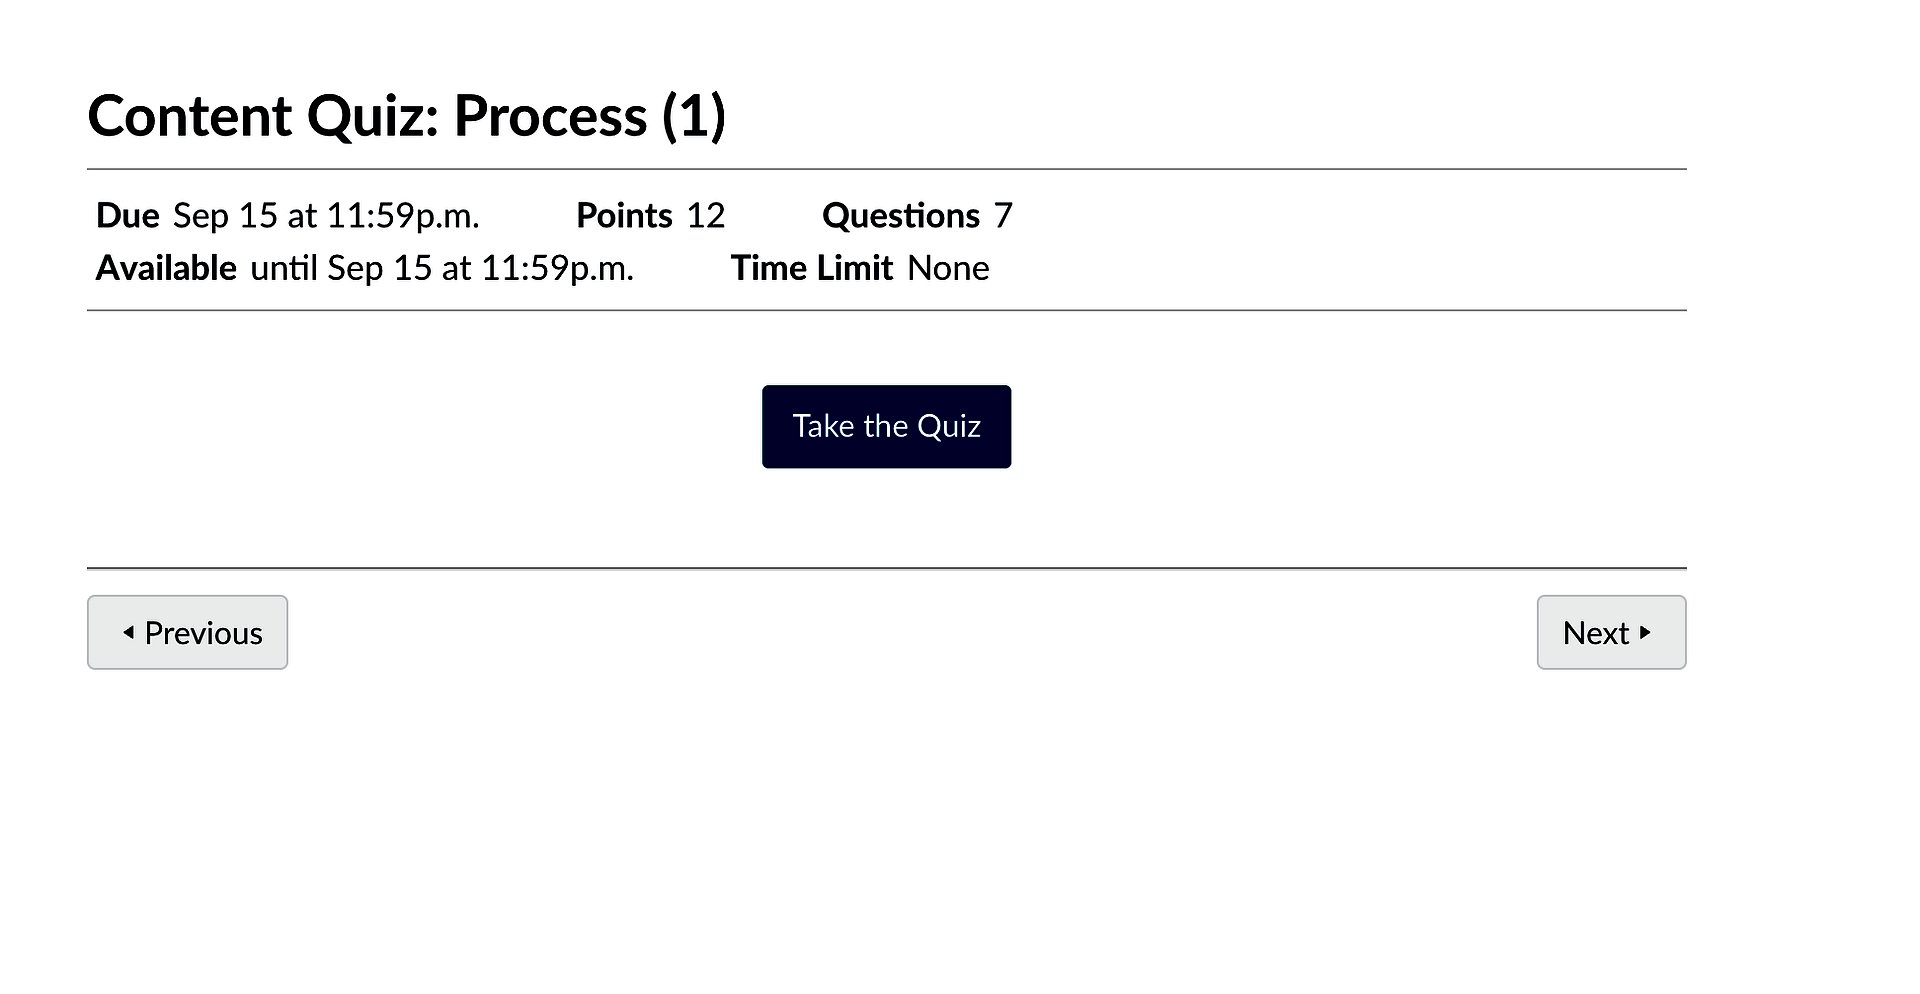 Content Quiz: Process (1)
Due Sep 15 at 11:59p.m. Points 12 Questions 7
Available until Sep 15 at 11:59p.m. Time Limit None
Take the Quiz
Previous Next